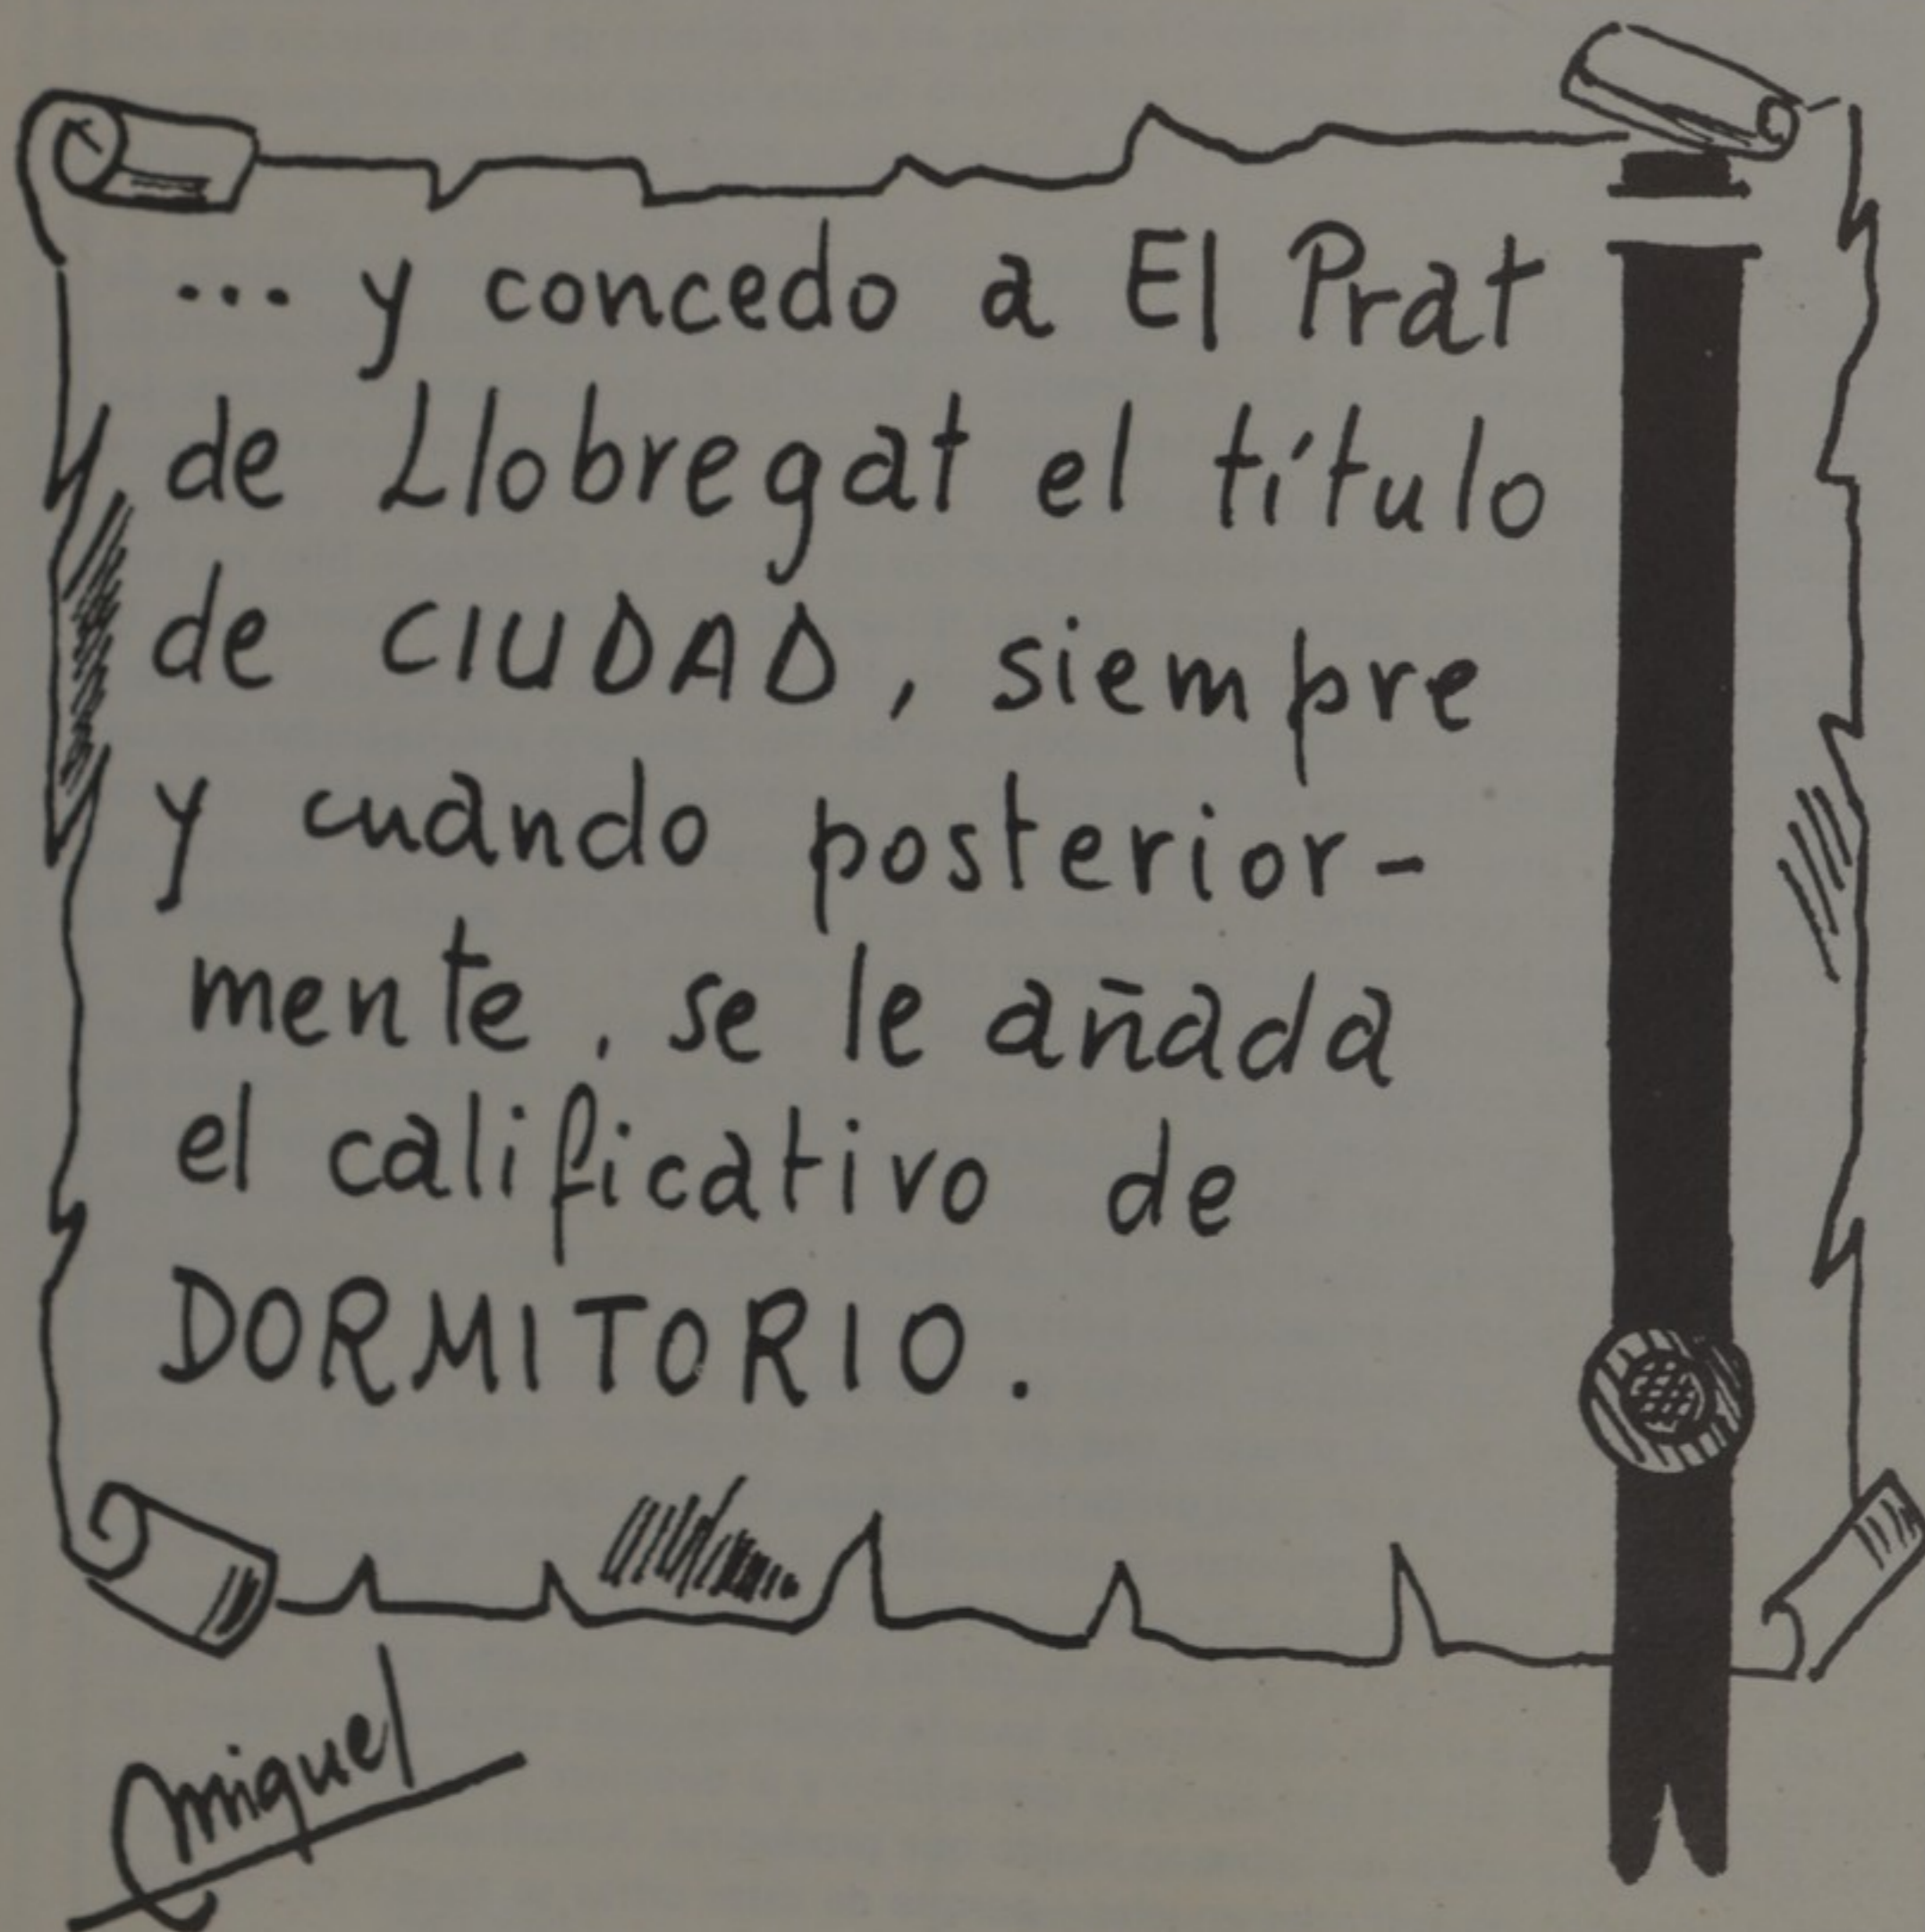 ... y concedo a El Prat
de Llobregat el título
de CIUDAD, siempre
y cuando posterior-
mente, se le añada
el calificativo de
DORMITORIO.
Miquel